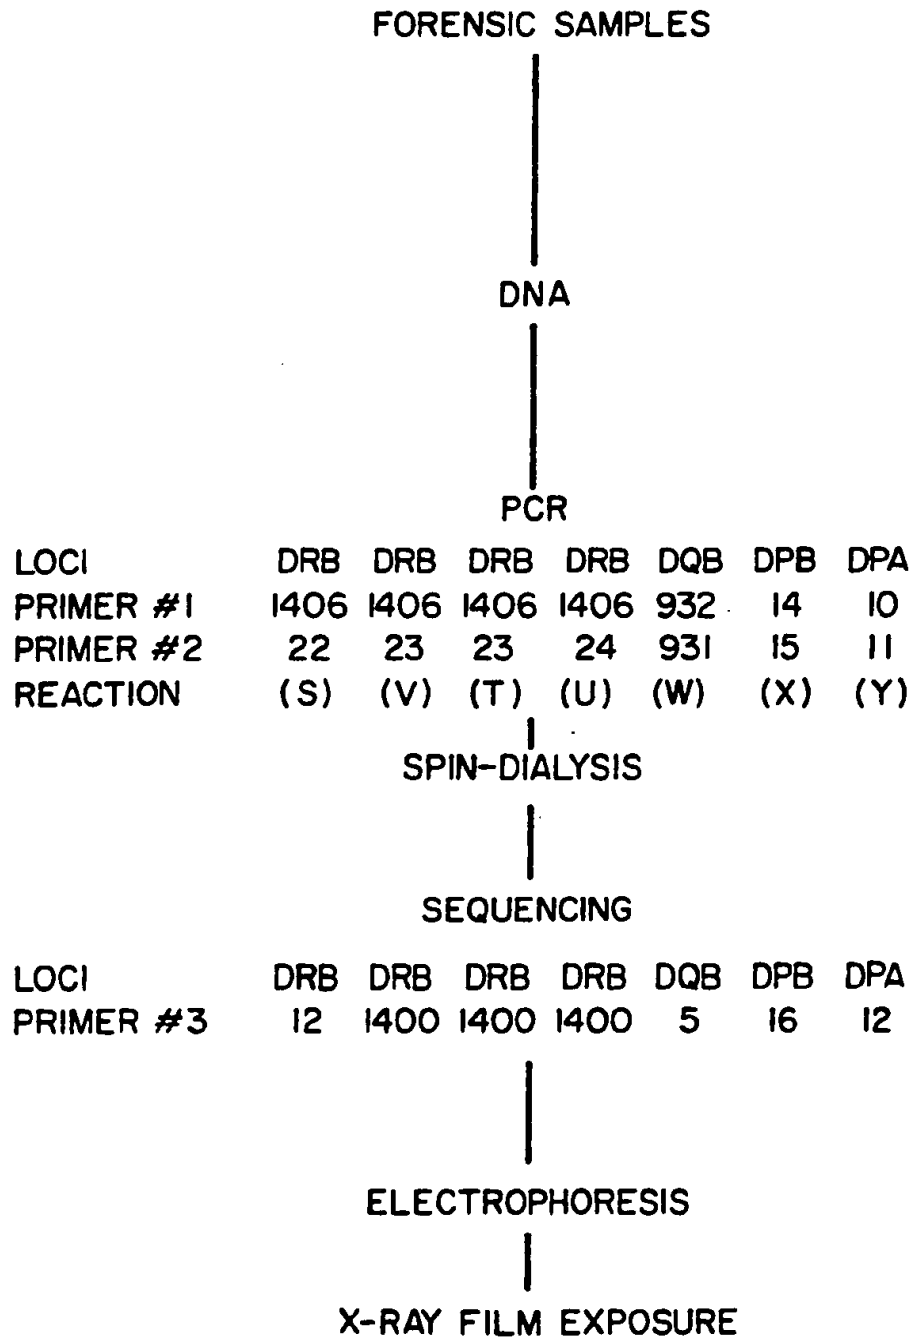 FORENSIC SAMPLES
DNA
PCR
LOCI DRB DRB DRB DRB DQB DPB DPA
PRIMER #1 1406 1406 1406 1406 932 14 10
PRIMER #2 22 23 23 24 931 15 11
REACTION (S) (V) (T) (U) (W) (X) (Y)
SPIN-DIALYSIS
SEQUENCING
LOCI DRB DRB DRB DRB DQB DPB DPA
PRIMER #3 12 1400 1400 1400 5 16 12
ELECTROPHORESIS
X-RAY FILM EXPOSURE